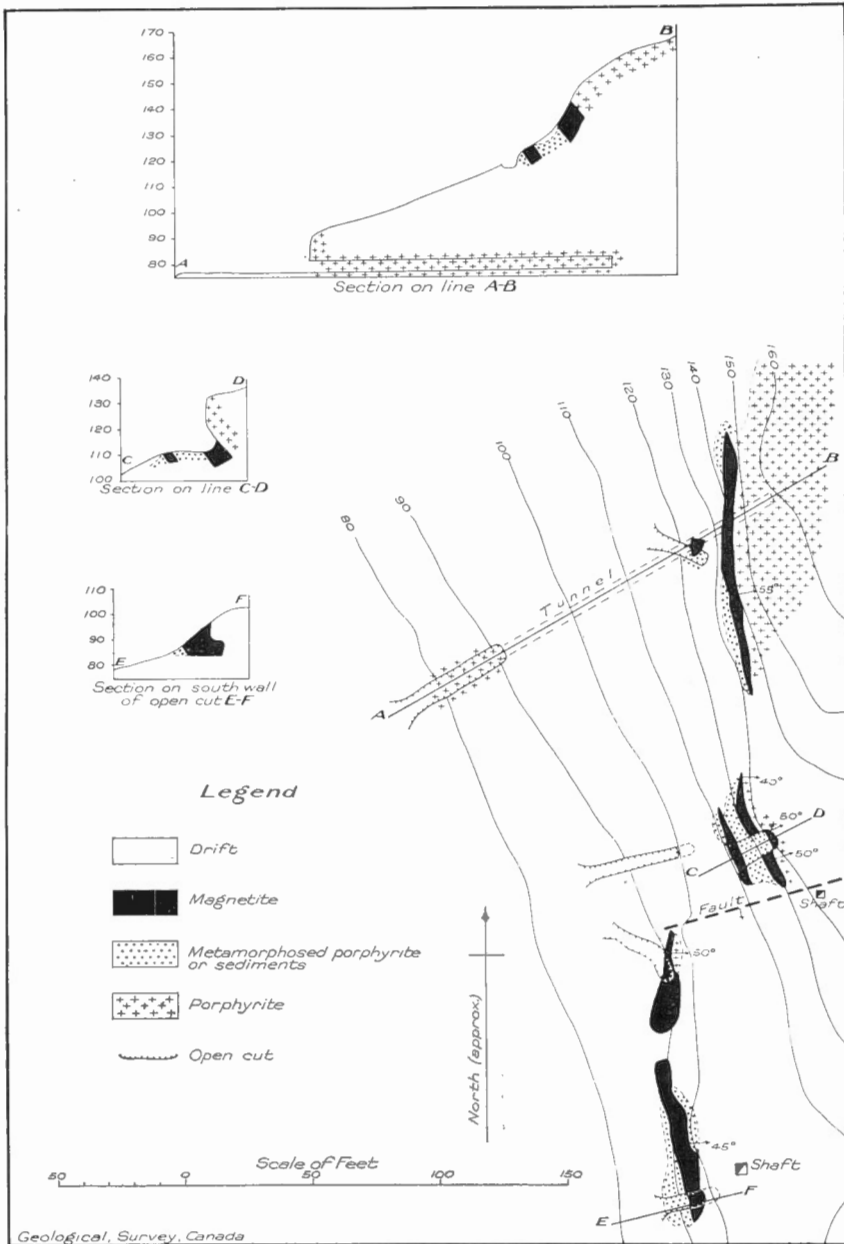 170
160
150
140
130
120
110
100
90
80
A
B
Section on line A-B
140
130
120
110
100
C
D
Section on line C-D
110
100
90
80
E
F
Section on south wall
of open cut E-F
80
90
100
110
120
130
140
150
160
B
Tunnel
55°
A
40°
50°
D
50°
C
Shaft
Fault
50°
45°
Shaft
E
F
Legend
Drift
Magnetite
Metamorphosed porphyrite
or sediments
Porphyrite
Open cut
North (approx.)
Scale of Feet
50 0 50 100 150
Geological, Survey, Canada